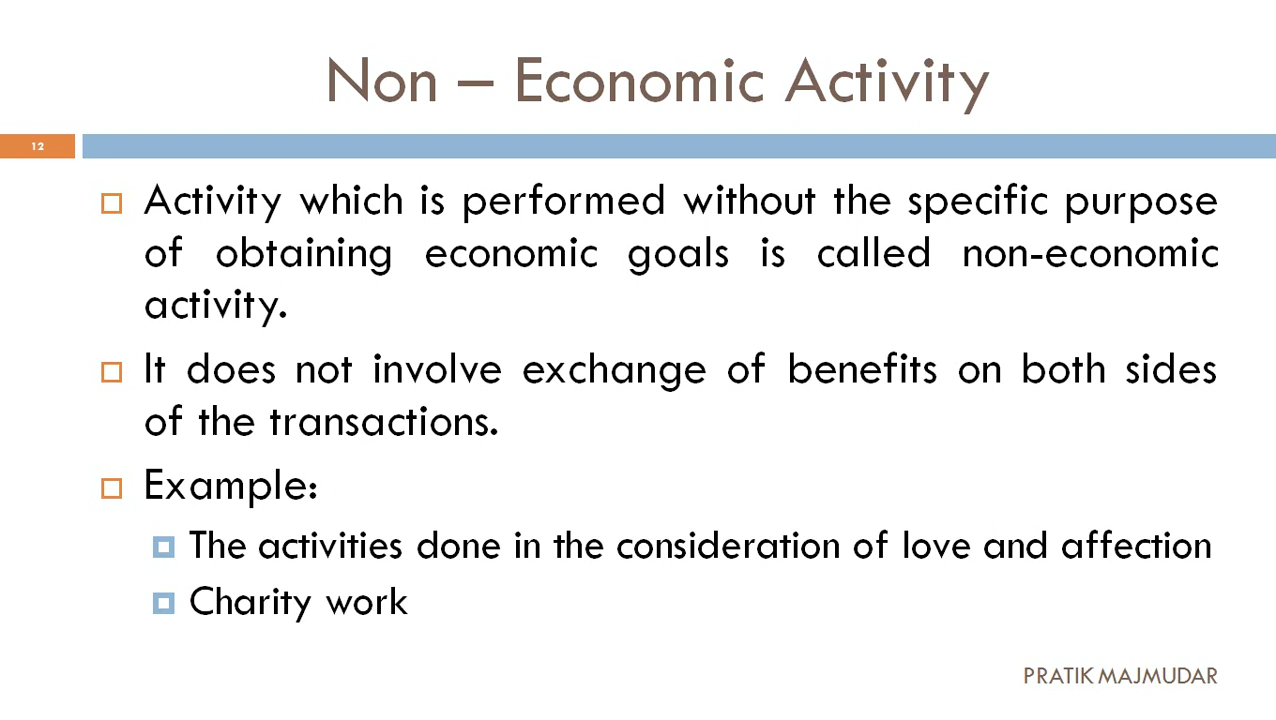 Non – Economic Activity
12
Activity which is performed without the specific purpose
of obtaining economic goals is called non-economic
activity.
It does not involve exchange of benefits on both sides
of the transactions.
Example:
The activities done in the consideration of love and affection
Charity work
PRATIK MAJMUDAR